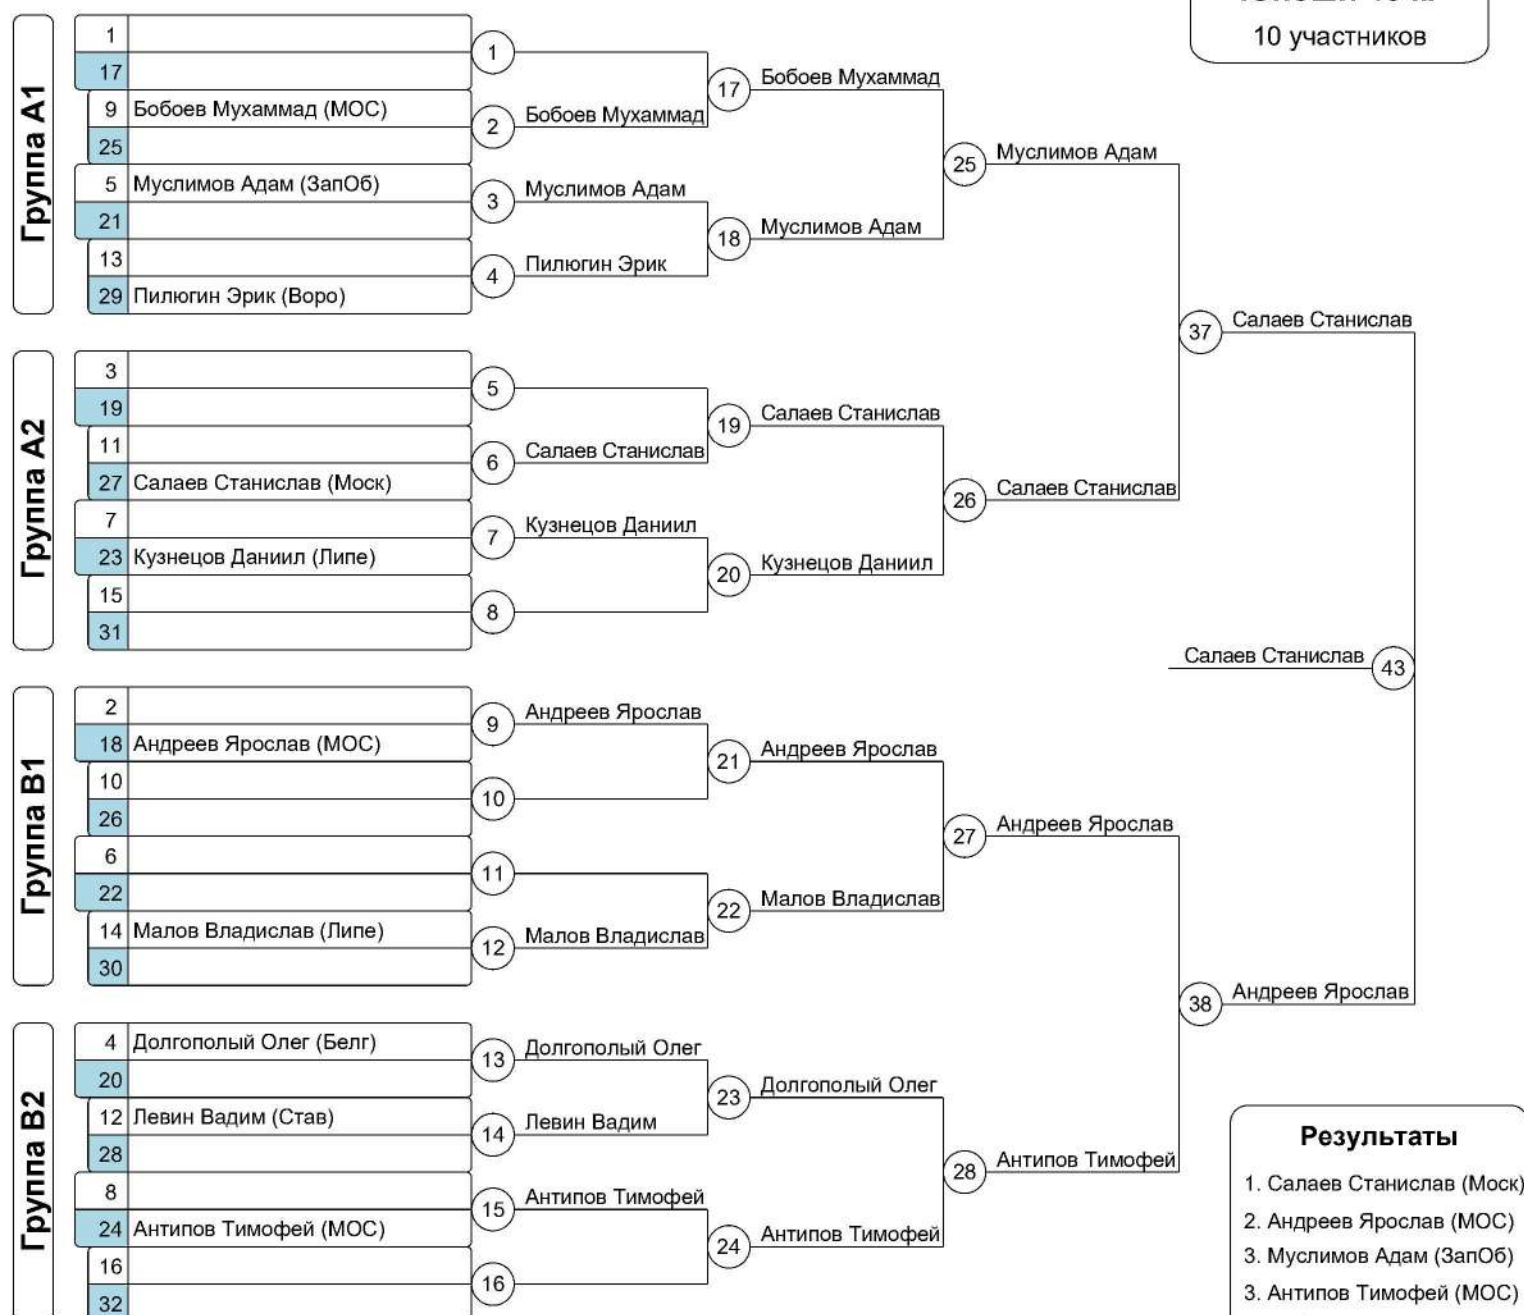 10 участников
Группа A1
1
17
9 Бобоев Мухаммад (МОС)
25
5 Муслимов Адам (ЗапОб)
21
13
29 Пилюгин Эрик (Воро)
1
2 Бобоев Мухаммад
3 Муслимов Адам
4 Пилюгин Эрик
17 Бобоев Мухаммад
18 Муслимов Адам
25 Муслимов Адам
Группа A2
3
19
11
27 Салаев Станислав (Моск)
7
23 Кузнецов Даниил (Липе)
15
31
5
6 Салаев Станислав
7 Кузнецов Даниил
8
19 Салаев Станислав
20 Кузнецов Даниил
26 Салаев Станислав
37 Салаев Станислав
Салаев Станислав 43
Группа B1
2
18 Андреев Ярослав (МОС)
10
26
6
22
14 Малов Владислав (Липе)
30
9 Андреев Ярослав
10
11
12 Малов Владислав
21 Андреев Ярослав
22 Малов Владислав
27 Андреев Ярослав
38 Андреев Ярослав
Группа B2
4 Долгополый Олег (Белг)
20
12 Левин Вадим (Став)
28
8
24 Антипов Тимофей (МОС)
16
32
13 Долгополый Олег
14 Левин Вадим
15 Антипов Тимофей
16
23 Долгополый Олег
24 Антипов Тимофей
28 Антипов Тимофей
Результаты
1. Салаев Станислав (Моск)
2. Андреев Ярослав (МОС)
3. Муслимов Адам (ЗапОб)
3. Антипов Тимофей (МОС)